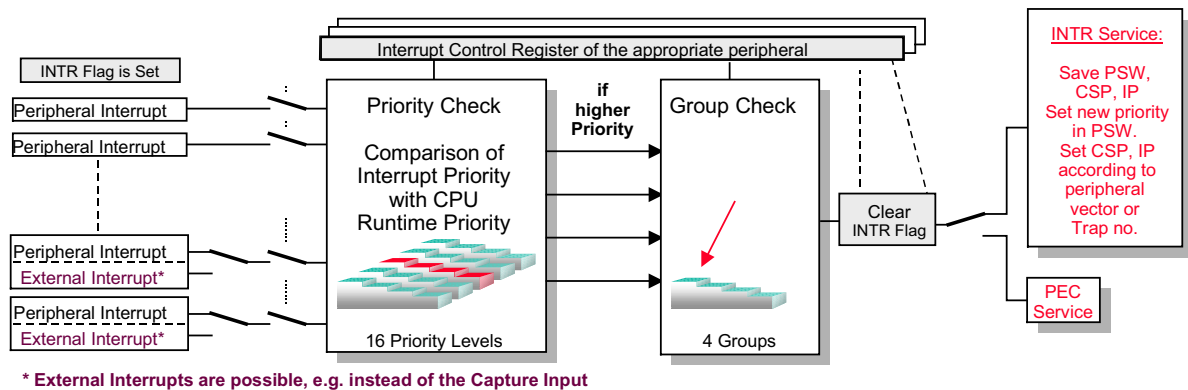 Interrupt Control Register of the appropriate peripheral
INTR Flag is Set
Peripheral Interrupt
Peripheral Interrupt
Peripheral Interrupt
External Interrupt*
Peripheral Interrupt
External Interrupt*
Priority Check
Comparison of
Interrupt Priority
with CPU
Runtime Priority
16 Priority Levels
if
higher
Priority
Group Check
4 Groups
Clear
INTR Flag
INTR Service:
Save PSW,
CSP, IP
Set new priority
in PSW.
Set CSP, IP
according to
peripheral
vector or
Trap no.
PEC
Service
* External Interrupts are possible, e.g. instead of the Capture Input